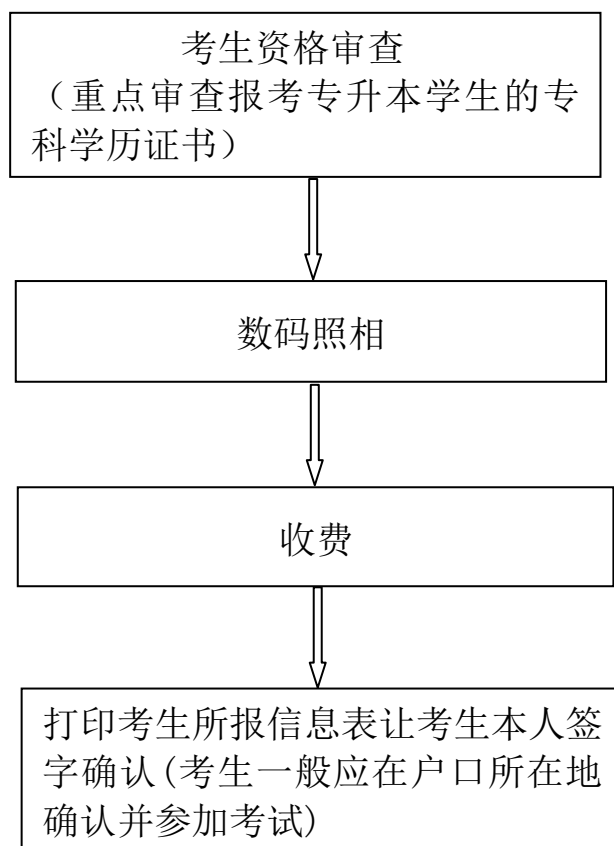 考生资格审查
（重点审查报考专升本学生的专
科学历证书）
数码照相
收费
打印考生所报信息表让考生本人签
字确认(考生一般应在户口所在地
确认并参加考试)